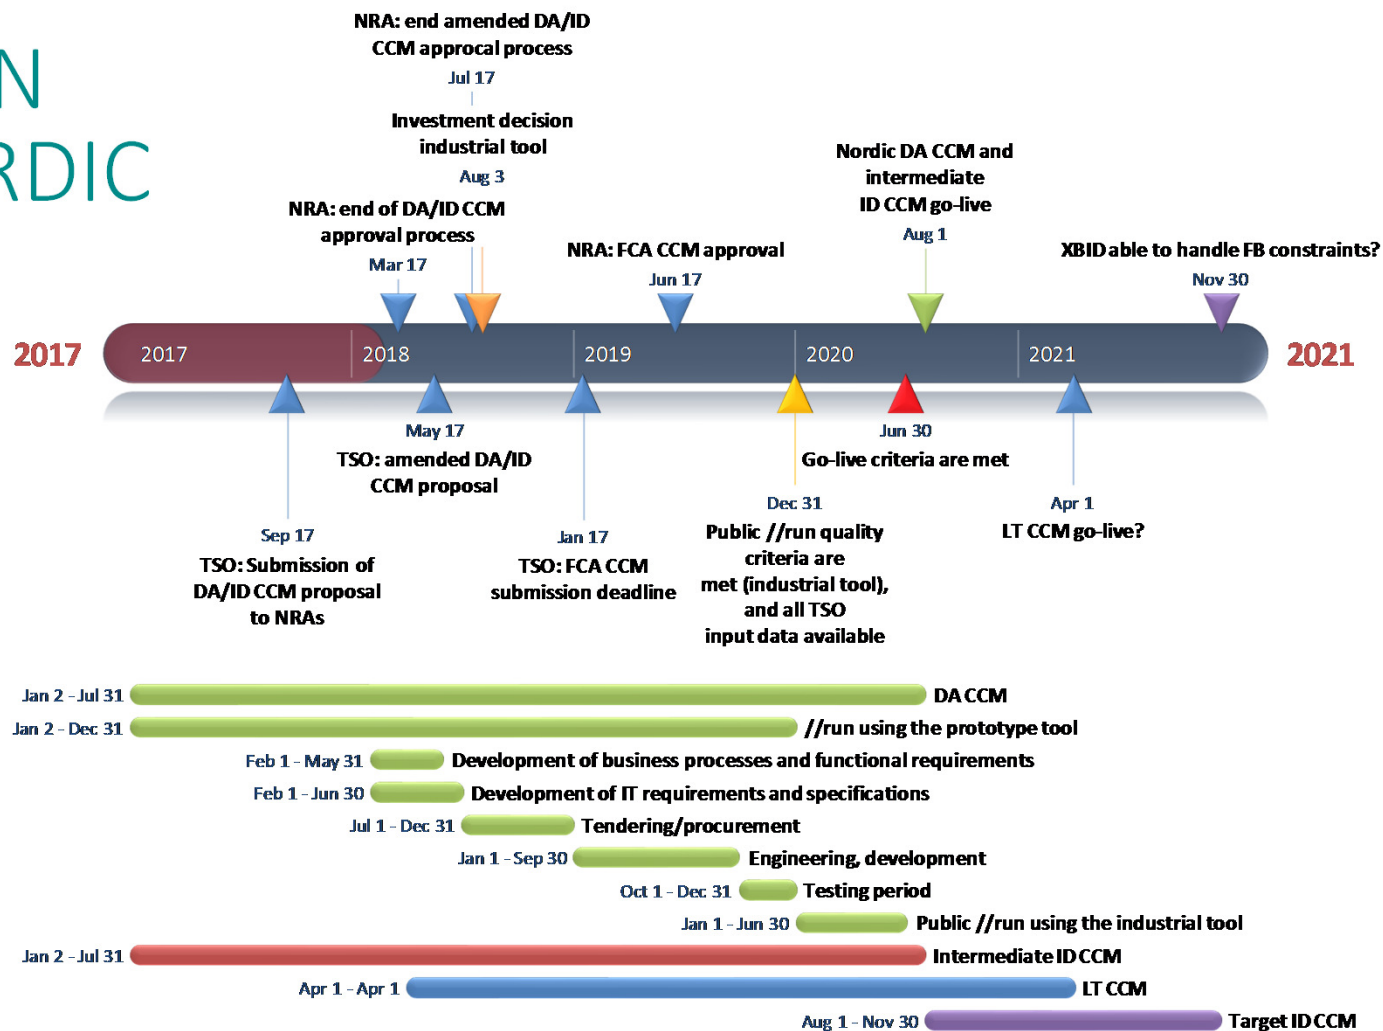 N
RDIC
NRA: end amended DA/ID
CCM approcal process
Jul 17
Investment decision
industrial tool
Aug 3
NRA: end of DA/ID CCM
approval process
Mar 17
NRA: FCA CCM approval
Jun 17
Nordic DA CCM and
intermediate
ID CCM go-live
Aug 1
XBID able to handle FB constraints?
Nov 30
2017
2017
2018
2019
2020
2021
2021
May 17
TSO: amended DA/ID
CCM proposal
Jun 30
Go-live criteria are met
Sep 17
TSO: Submission of
DA/ID CCM proposal
to NRAs
Jan 17
TSO: FCA CCM
submission deadline
Dec 31
Public //run quality
criteria are
met (industrial tool),
and all TSO
input data available
Apr 1
LT CCM go-live?
Jan 2 - Jul 31 DA CCM
Jan 2 - Dec 31 //run using the prototype tool
Feb 1 - May 31 Development of business processes and functional requirements
Feb 1 - Jun 30 Development of IT requirements and specifications
Jul 1 - Dec 31 Tendering/procurement
Jan 1 - Sep 30 Engineering, development
Oct 1 - Dec 31 Testing period
Jan 1 - Jun 30 Public //run using the industrial tool
Jan 2 - Jul 31 Intermediate ID CCM
Apr 1 - Apr 1 LT CCM
Aug 1 - Nov 30 Target ID CCM